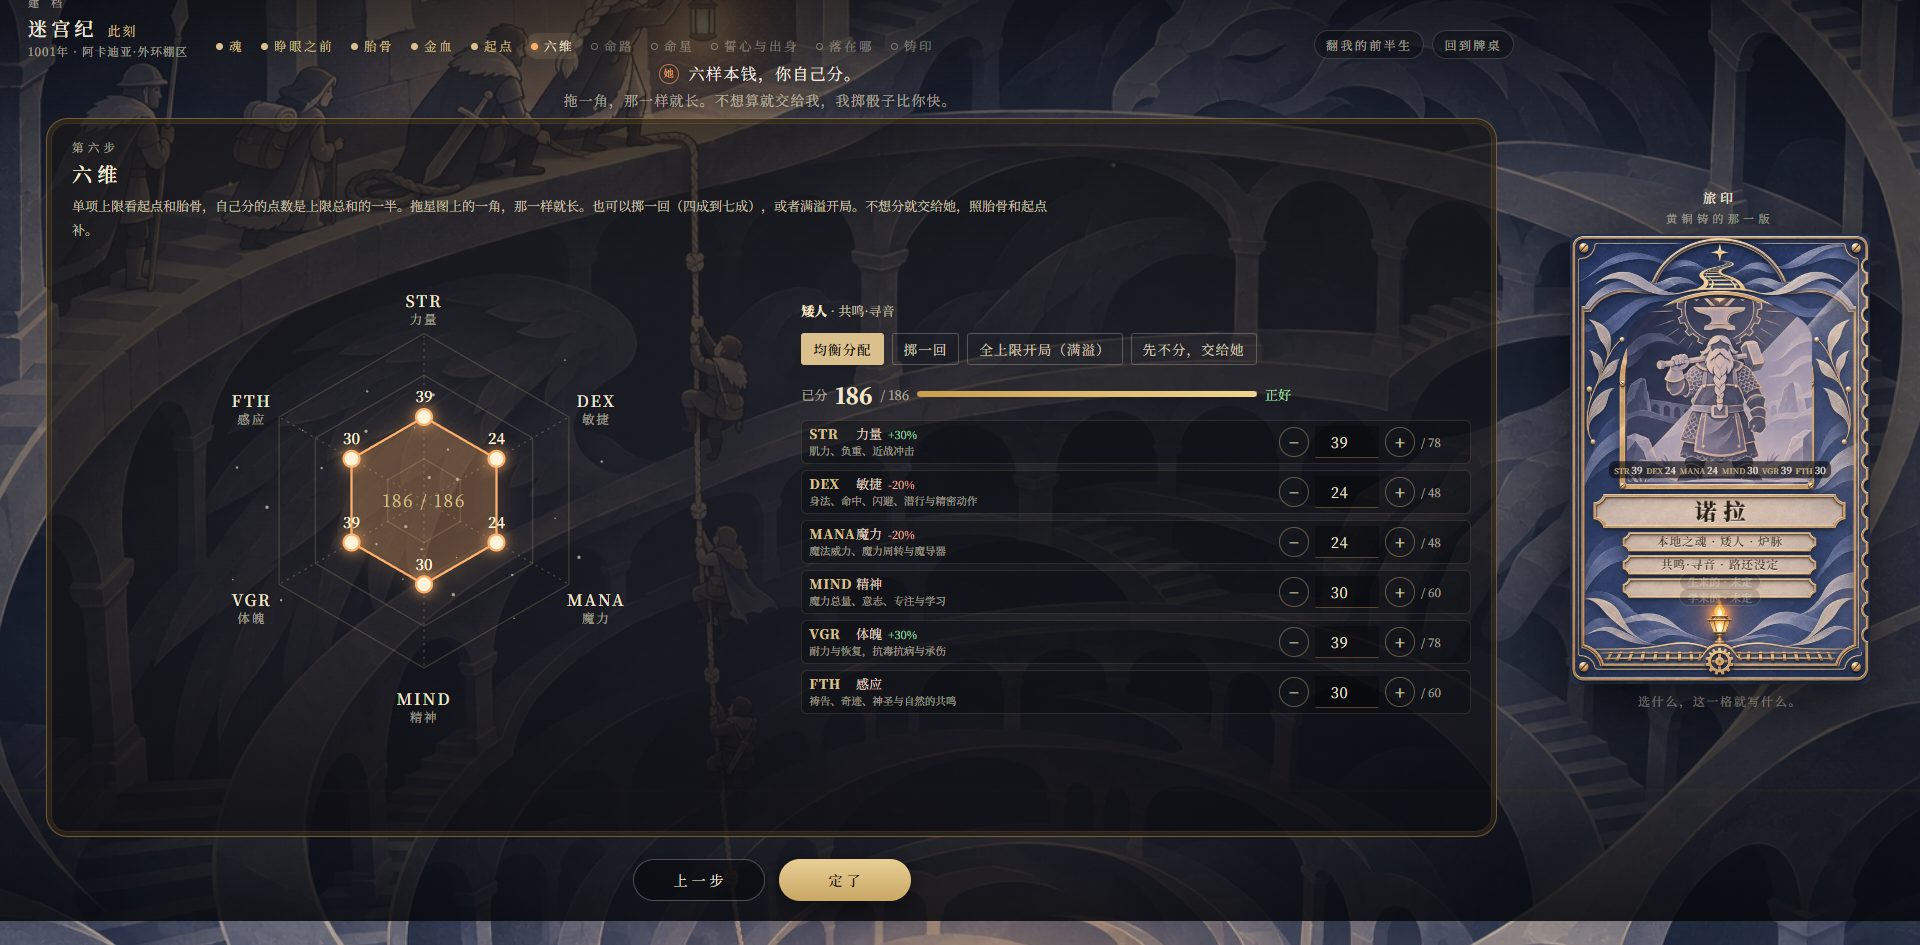 建 档
迷宫纪 此刻
1001年 · 阿卡迪亚·外环棚区
魂 睁眼之前 胎骨 金血 起点 六维 命路 命星 誓心与出身 落在哪 铸印
翻我的前半生 回到牌桌
她 六样本钱，你自己分。
拖一角，那一样就长。不想算就交给我，我掷骰子比你快。
第六步
六维
单项上限看起点和胎骨，自己分的点数是上限总和的一半。拖星图上的一角，那一样就长。也可以掷一回（四成到七成），或者满溢开局。不想分就交给她，照胎骨和起点
补。
STR
力量
39
FTH
感应
30
DEX
敏捷
24
186 / 186
39
24
30
VGR
体魄
MANA
魔力
MIND
精神
矮人 · 共鸣·寻音
均衡分配 掷一回 全上限开局（满溢） 先不分，交给她
已分 186 / 186 正好
STR 力量 +30%
肌力、负重、近战冲击
− 39 + / 78
DEX 敏捷 -20%
身法、命中、闪避、潜行与精密动作
− 24 + / 48
MANA魔力 -20%
魔法威力、魔力周转与魔导器
− 24 + / 48
MIND 精神
魔力总量、意志、专注与学习
− 30 + / 60
VGR 体魄 +30%
耐力与恢复，抗毒抗病与承伤
− 39 + / 78
FTH 感应
祷告、奇迹、神圣与自然的共鸣
− 30 + / 60
上一步 定了
旅印
黄铜铸的那一版
STR 39 DEX 24 MANA 24 MIND 30 VGR 39 FTH 30
诺拉
本地之魂 · 矮人 · 炉脉
共鸣·寻音 · 路还没定
生来的 · 未定
学来的 · 未定
选什么，这一格就写什么。